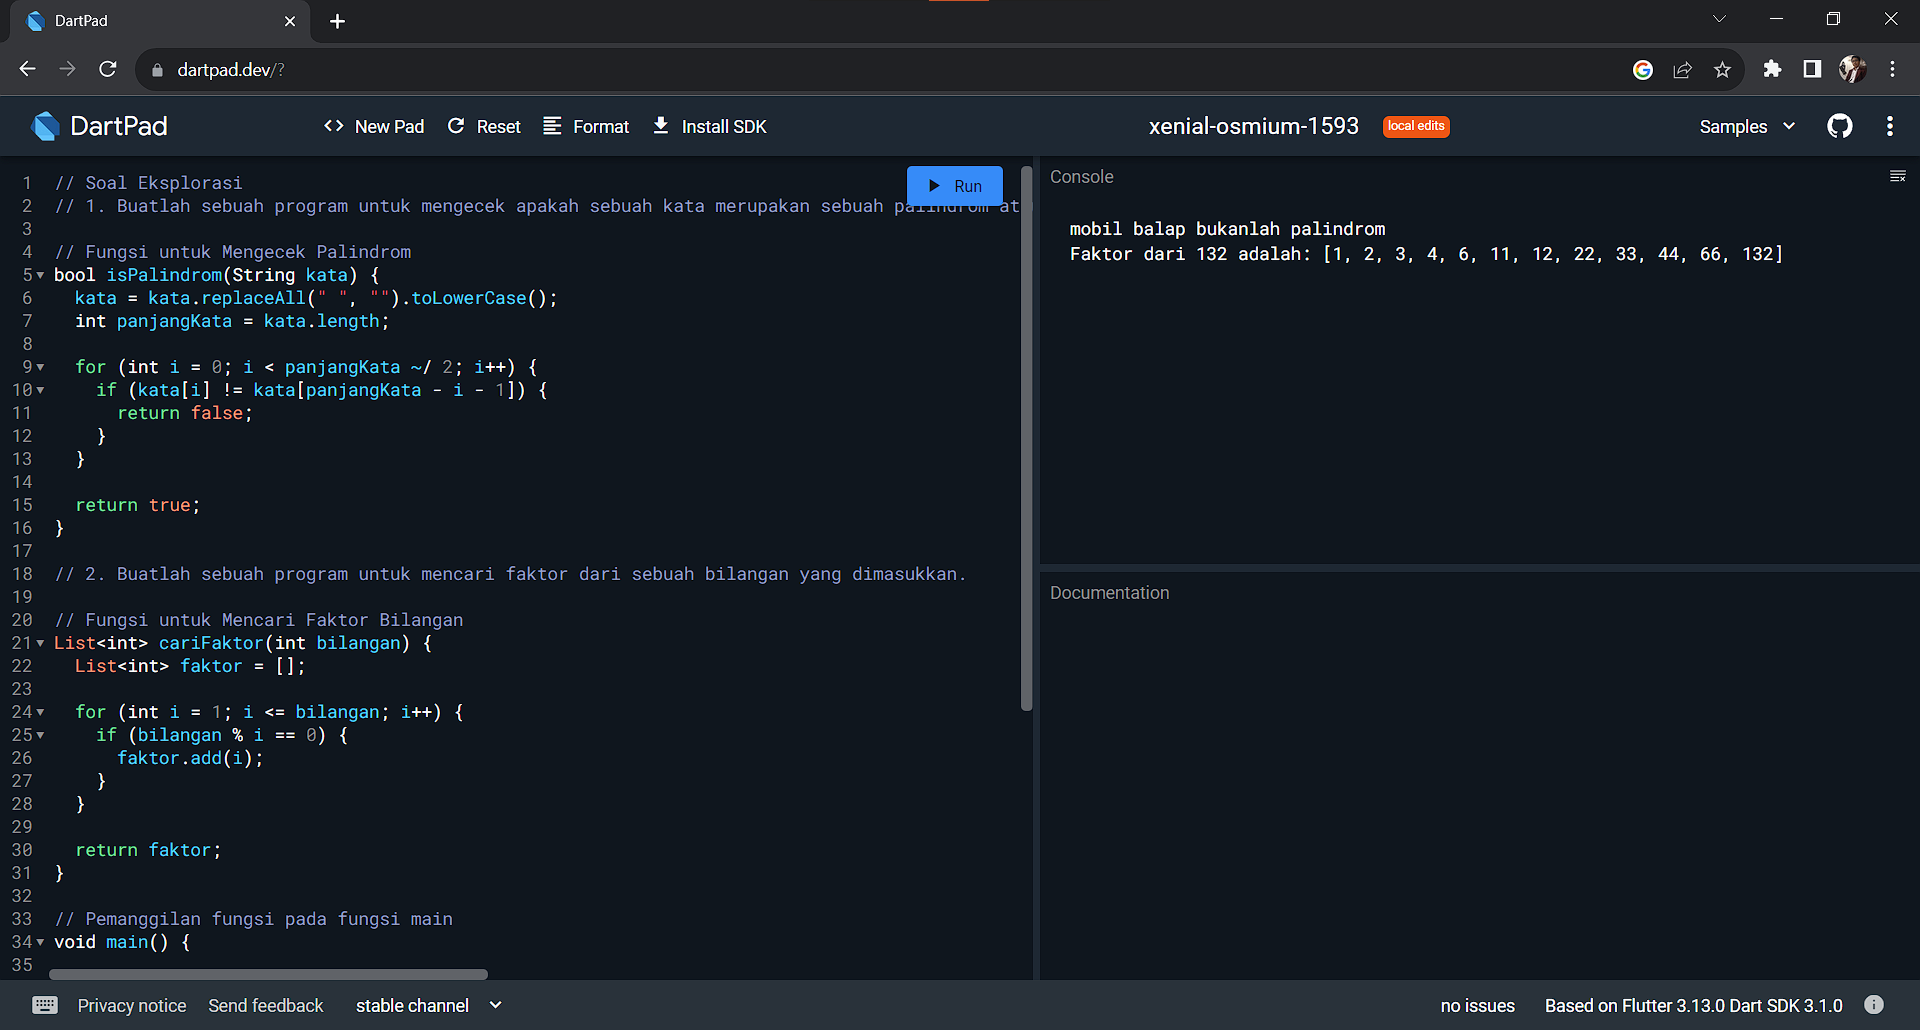 DartPad
dartpad.dev/?
DartPad
<> New Pad Reset Format Install SDK
xenial-osmium-1593 local edits
Samples
Run
1 // Soal Eksplorasi
2 // 1. Buatlah sebuah program untuk mengecek apakah sebuah kata merupakan sebuah palindrom at
3
4 // Fungsi untuk Mengecek Palindrom
5 bool isPalindrom(String kata) {
6 kata = kata.replaceAll(" ", "").toLowerCase();
7 int panjangKata = kata.length;
8
9 for (int i = 0; i < panjangKata ~/ 2; i++) {
10 if (kata[i] != kata[panjangKata - i - 1]) {
11 return false;
12 }
13 }
14
15 return true;
16 }
17
18 // 2. Buatlah sebuah program untuk mencari faktor dari sebuah bilangan yang dimasukkan.
19
20 // Fungsi untuk Mencari Faktor Bilangan
21 List<int> cariFaktor(int bilangan) {
22 List<int> faktor = [];
23
24 for (int i = 1; i <= bilangan; i++) {
25 if (bilangan % i == 0) {
26 faktor.add(i);
27 }
28 }
29
30 return faktor;
31 }
32
33 // Pemanggilan fungsi pada fungsi main
34 void main() {
35
Console
mobil balap bukanlah palindrom
Faktor dari 132 adalah: [1, 2, 3, 4, 6, 11, 12, 22, 33, 44, 66, 132]
Documentation
Privacy notice Send feedback stable channel
no issues Based on Flutter 3.13.0 Dart SDK 3.1.0